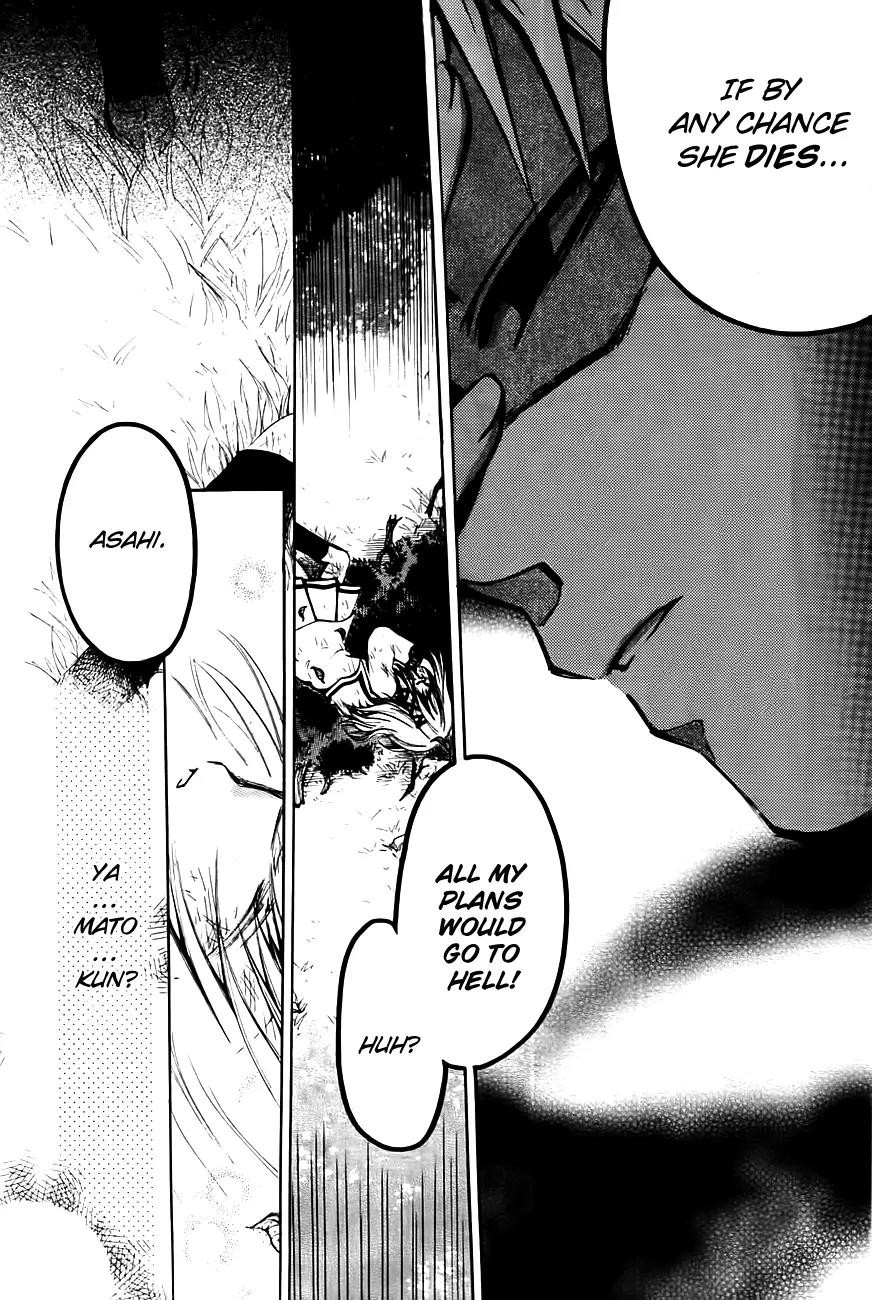 IF BY
ANY CHANCE
SHE DIES...
ALL MY
PLANS
WOULD
GO TO
HELL!
HUH?
ASAHI.
YA
...
MATO
...
KUN?